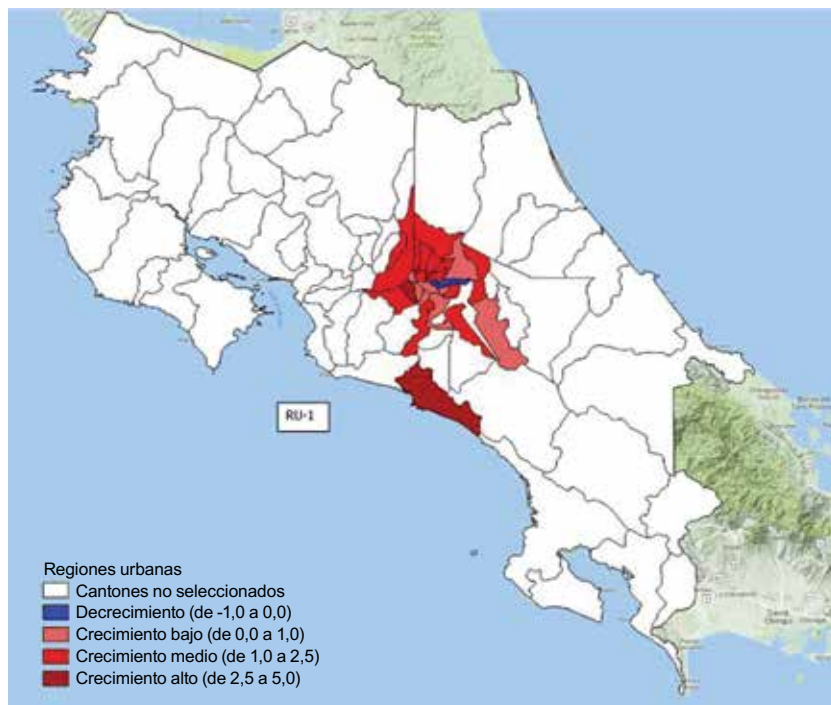 RU-1
Regiones urbanas
Cantones no seleccionados
Decrecimiento (de -1,0 a 0,0)
Crecimiento bajo (de 0,0 a 1,0)
Crecimiento medio (de 1,0 a 2,5)
Crecimiento alto (de 2,5 a 5,0)